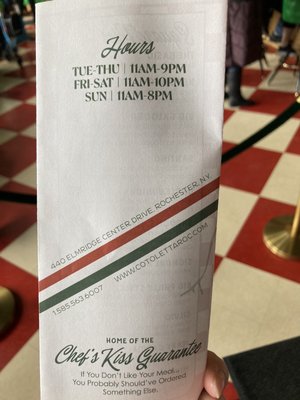 Hours
TUE-THU | 11AM-9PM
FRI-SAT | 11AM-10PM
SUN | 11AM-8PM
440 ELMRIDGE CENTER DRIVE, ROCHESTER, N.Y.
1.585.563.6007
WWW.COTOLETTAROC.COM
HOME OF THE
Chef's Kiss Guarantee
If You Don't Like Your Meal...
You Probably Should've Ordered
Something Else.